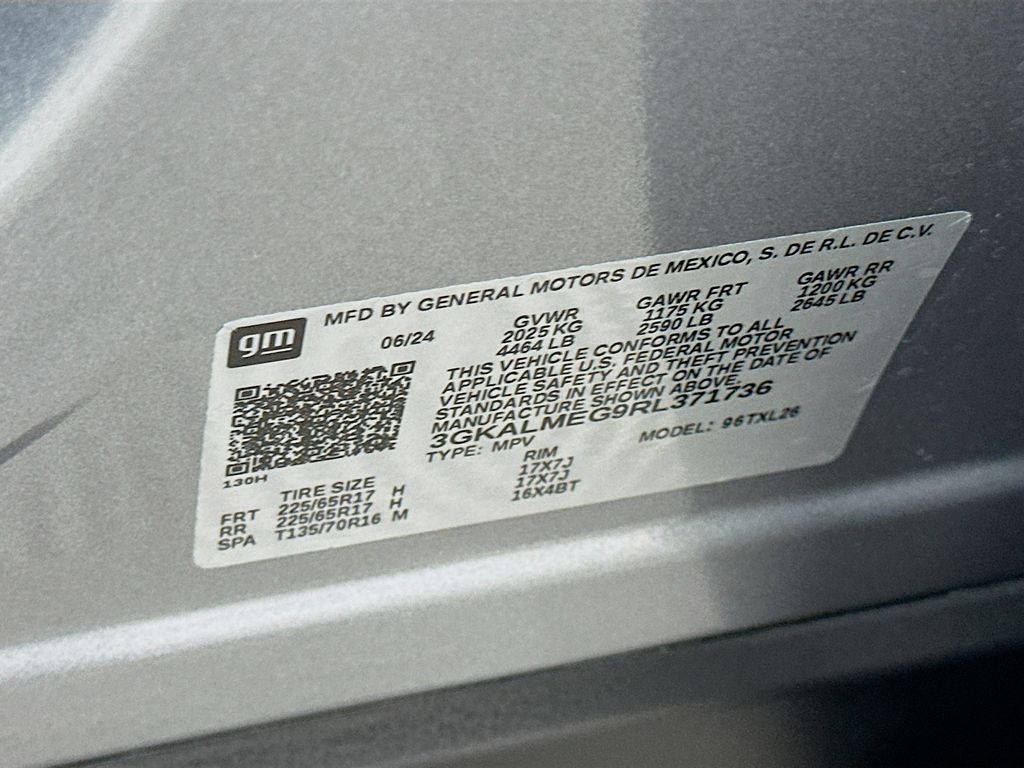 MFD BY GENERAL MOTORS DE MEXICO, S. DE R.L. DE C.V.
gm
06/24
GVWR
2025 KG
4464 LB
GAWR FRT
1175 KG
2590 LB
GAWR RR
1200 KG
2645 LB
THIS VEHICLE CONFORMS TO ALL
APPLICABLE U.S. FEDERAL MOTOR
VEHICLE SAFETY AND THEFT PREVENTION
STANDARDS IN EFFECT ON THE DATE OF
MANUFACTURE SHOWN ABOVE.
3GKALMEG9RL371736
TYPE: MPV
MODEL: 96TXL26
130H
TIRE SIZE RIM
FRT 225/65R17 H 17X7J
RR 225/65R17 H 17X7J
SPA T135/70R16 M 16X4BT